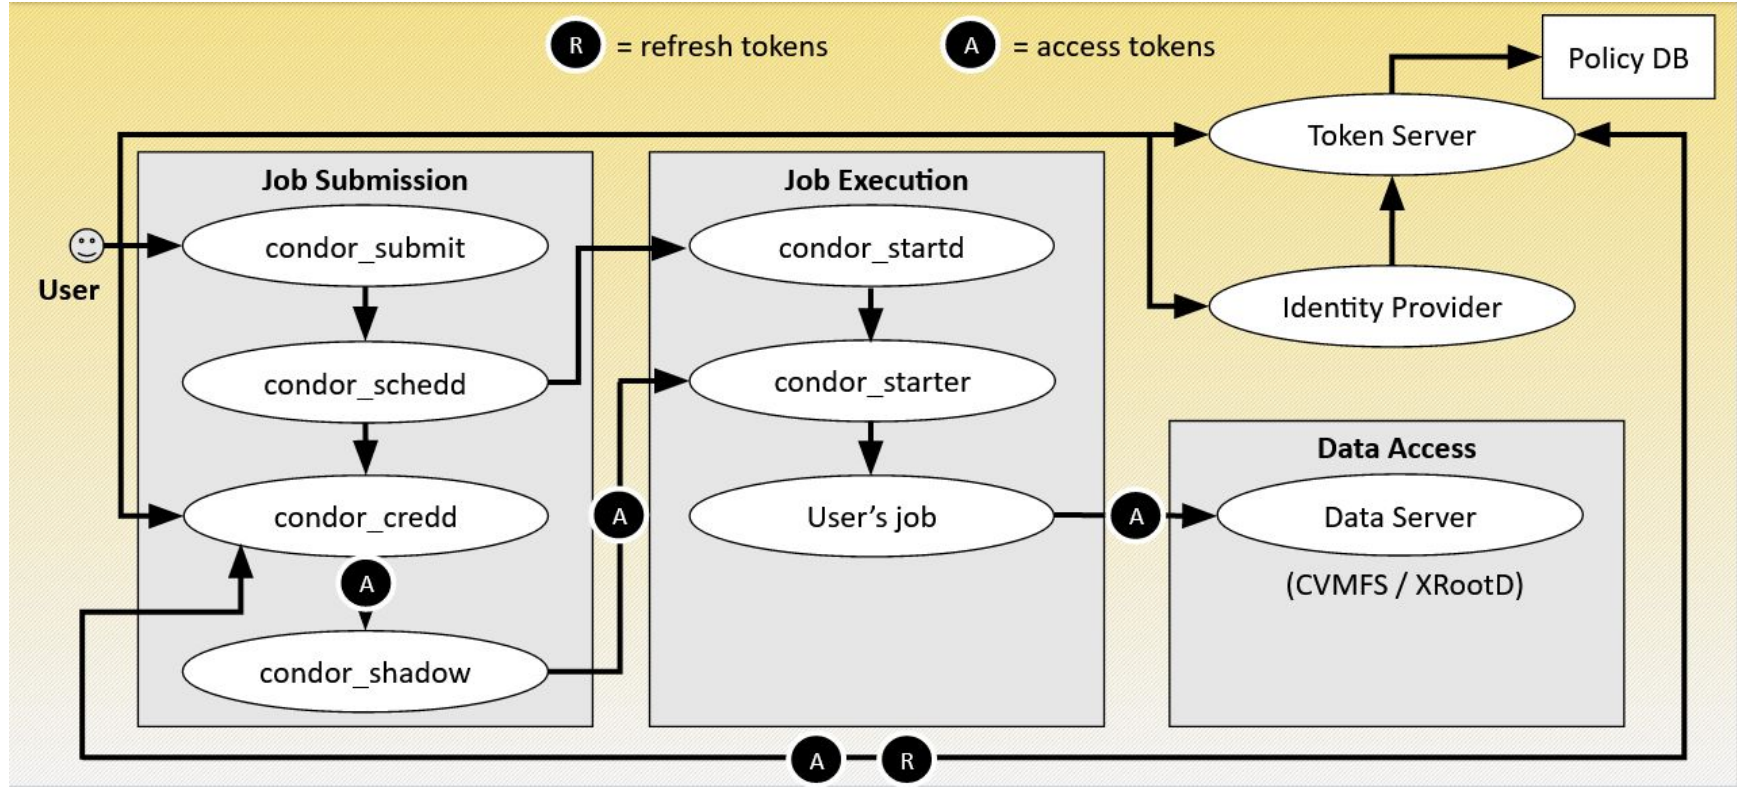 R = refresh tokens
A = access tokens
Policy DB
Token Server
Job Submission
Job Execution
User
condor_submit
condor_startd
Identity Provider
condor_schedd
condor_starter
Data Access
condor_credd
A
User's job
A
Data Server
(CVMFS / XRootD)
A
condor_shadow
A
R